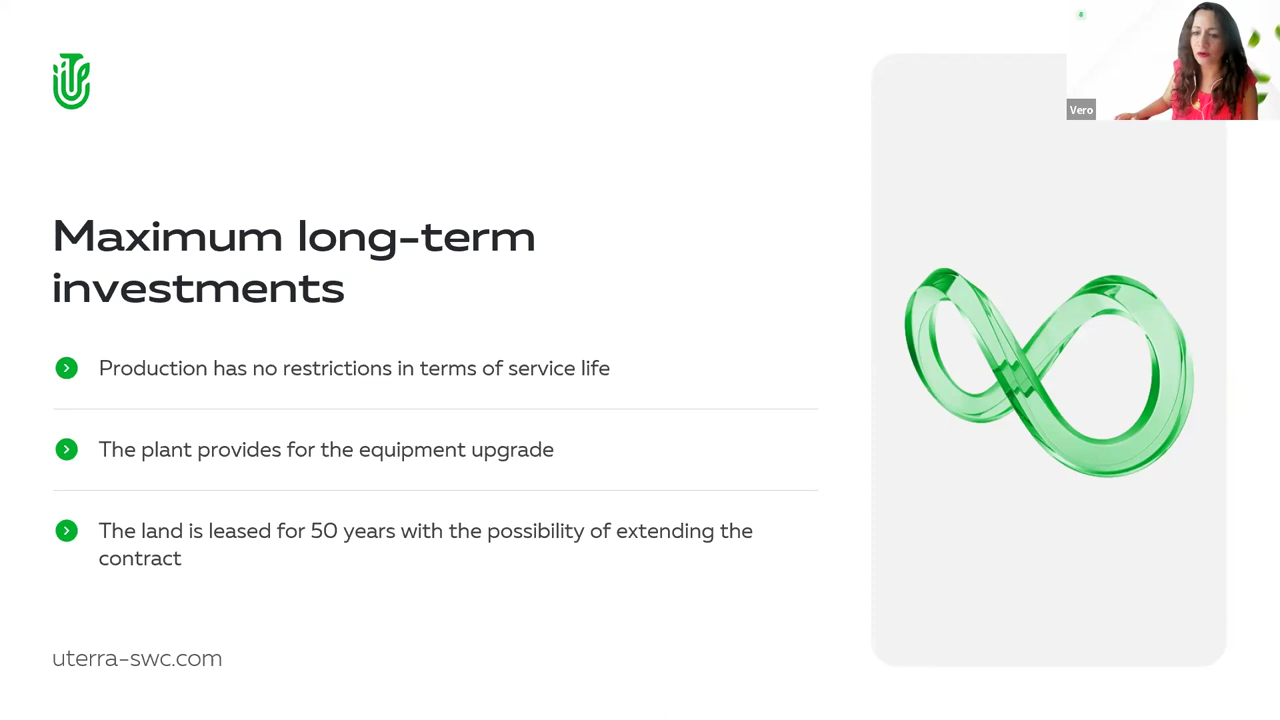 Vero
Maximum long-term
investments
Production has no restrictions in terms of service life
The plant provides for the equipment upgrade
The land is leased for 50 years with the possibility of extending the
contract
uterra-swc.com